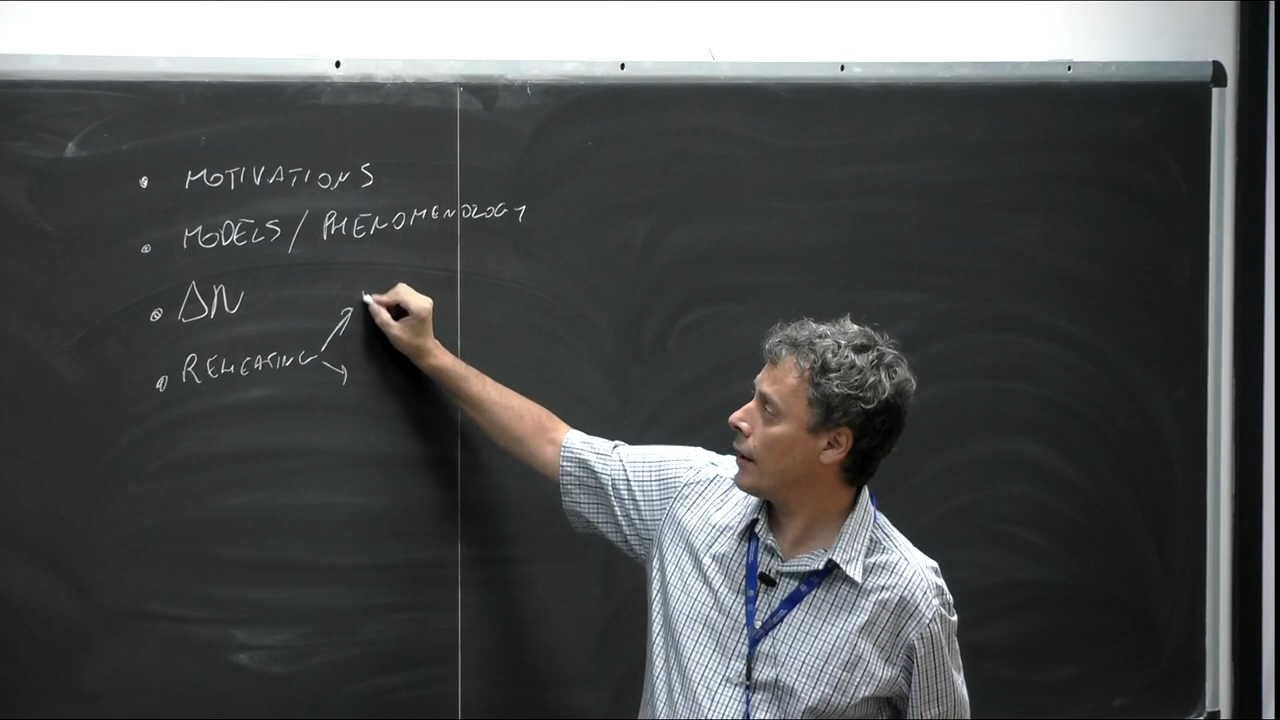 • MOTIVATIONS
• MODELS / PHENOMENOLOGY
• ΔN
• REHEATING